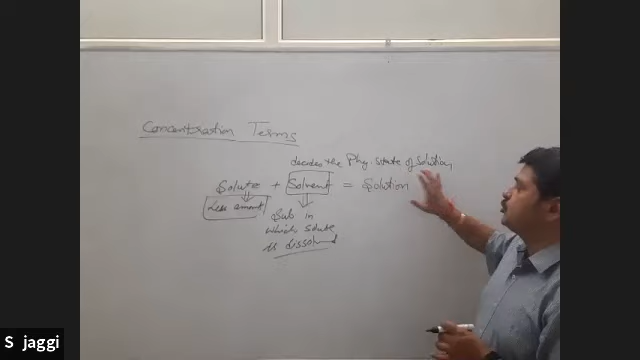 Concentration Terms
decides the Phy. state of Solution
Solute + Solvent = Solution
Less amount
Sub in
which solute
is dissolved
S jaggi